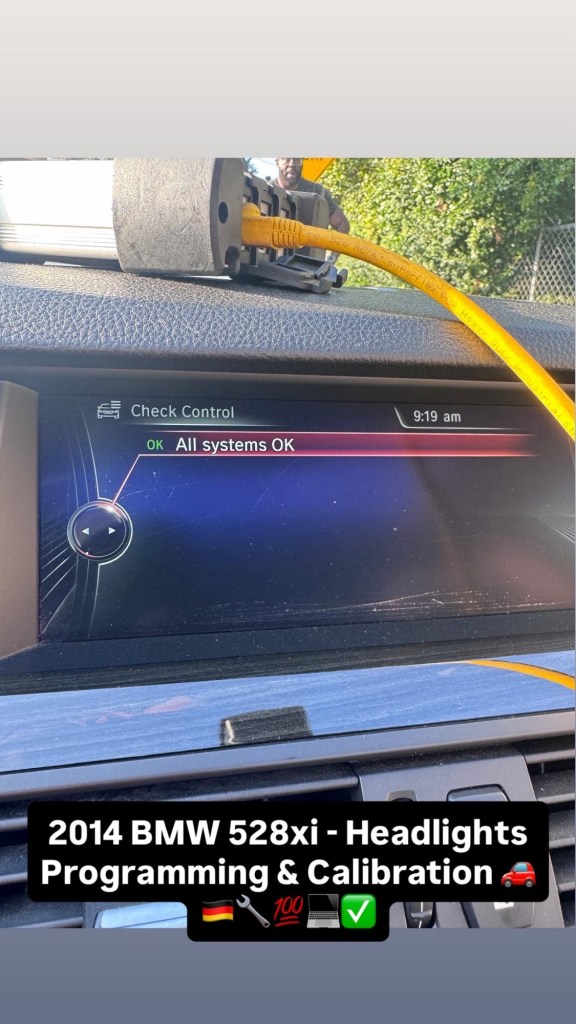 Check Control
9:19 am
OK All systems OK
2014 BMW 528xi - Headlights
Programming & Calibration 🚗
🇩🇪🔧💯💻✅